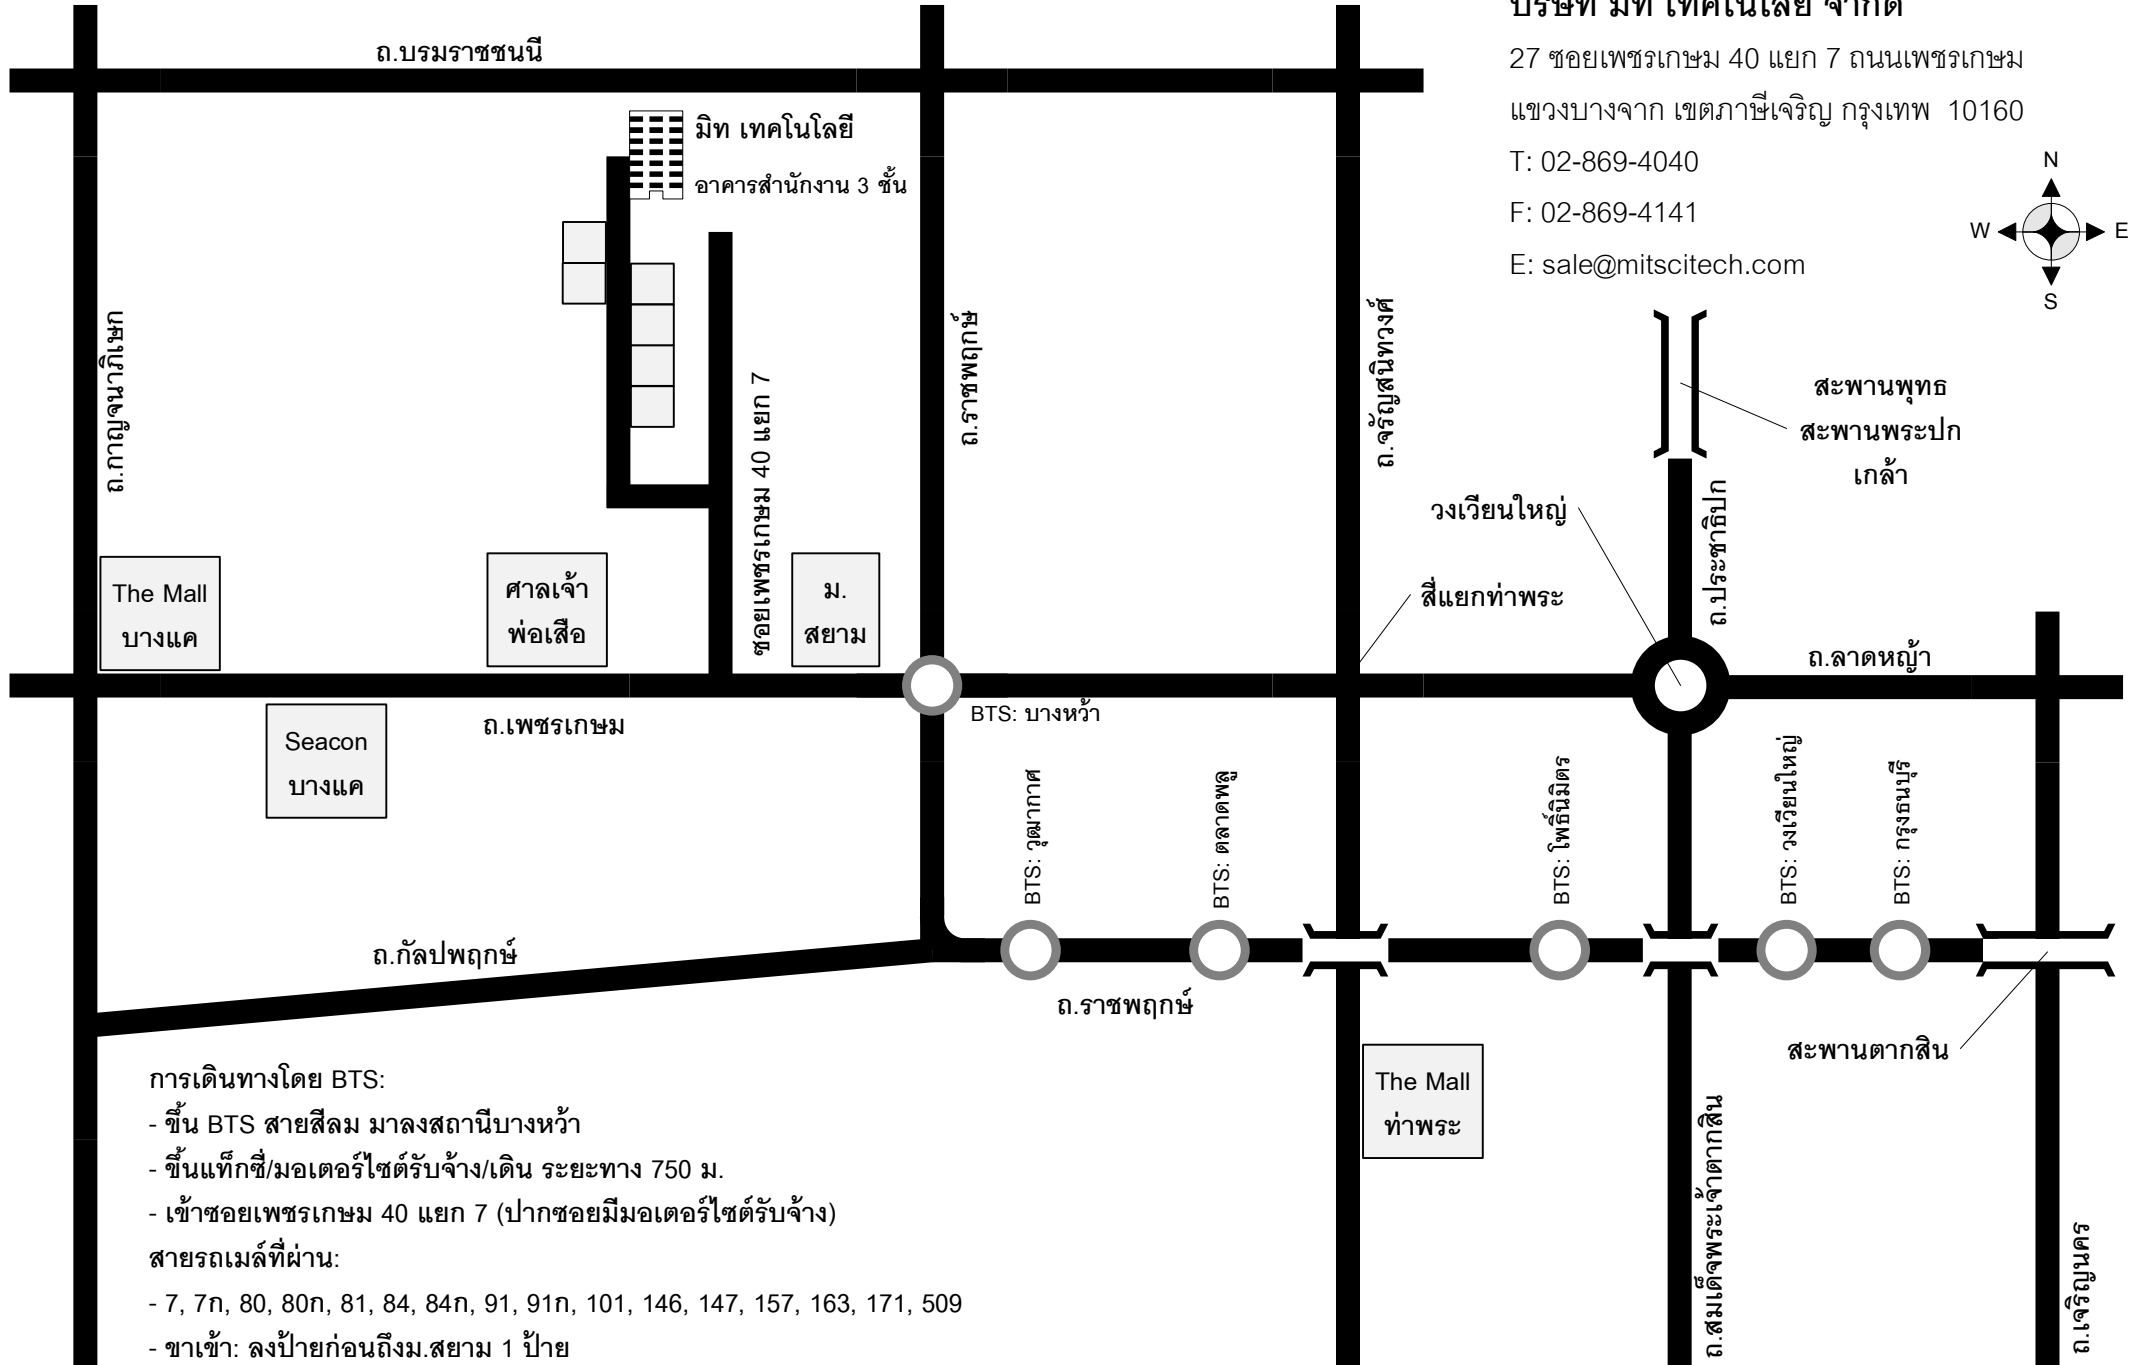 บริษัท มิท เทคโนโลยี จำกัด
27 ซอยเพชรเกษม 40 แยก 7 ถนนเพชรเกษม
แขวงบางจาก เขตภาษีเจริญ กรุงเทพ 10160
T: 02-869-4040
F: 02-869-4141
E: sale@mitscitech.com
N
W
E
S
ถ.บรมราชชนนี
มิท เทคโนโลยี
อาคารสำนักงาน 3 ชั้น
ถ.กาญจนาภิเษก
ซอยเพชรเกษม 40 แยก 7
ถ.ราชพฤกษ์
ถ.จรัญสนิทวงศ์
สะพานพุทธ
สะพานพระปก
เกล้า
วงเวียนใหญ่
ถ.ประชาธิปก
สี่แยกท่าพระ
The Mall
บางแค
ศาลเจ้า
พ่อเสือ
ม.
สยาม
ถ.ลาดหญ้า
ถ.เพชรเกษม
BTS: บางหว้า
Seacon
บางแค
BTS: วุฒากาศ
BTS: ตลาดพลู
BTS: โพธิ์นิมิตร
BTS: วงเวียนใหญ่
BTS: กรุงธนบุรี
ถ.กัลปพฤกษ์
ถ.ราชพฤกษ์
สะพานตากสิน
The Mall
ท่าพระ
ถ.สมเด็จพระเจ้าตากสิน
ถ.เจริญนคร
การเดินทางโดย BTS:
- ขึ้น BTS สายสีลม มาลงสถานีบางหว้า
- ขึ้นแท็กซี่/มอเตอร์ไซต์รับจ้าง/เดิน ระยะทาง 750 ม.
- เข้าซอยเพชรเกษม 40 แยก 7 (ปากซอยมีมอเตอร์ไซต์รับจ้าง)
สายรถเมล์ที่ผ่าน:
- 7, 7ก, 80, 80ก, 81, 84, 84ก, 91, 91ก, 101, 146, 147, 157, 163, 171, 509
- ขาเข้า: ลงป้ายก่อนถึงม.สยาม 1 ป้าย